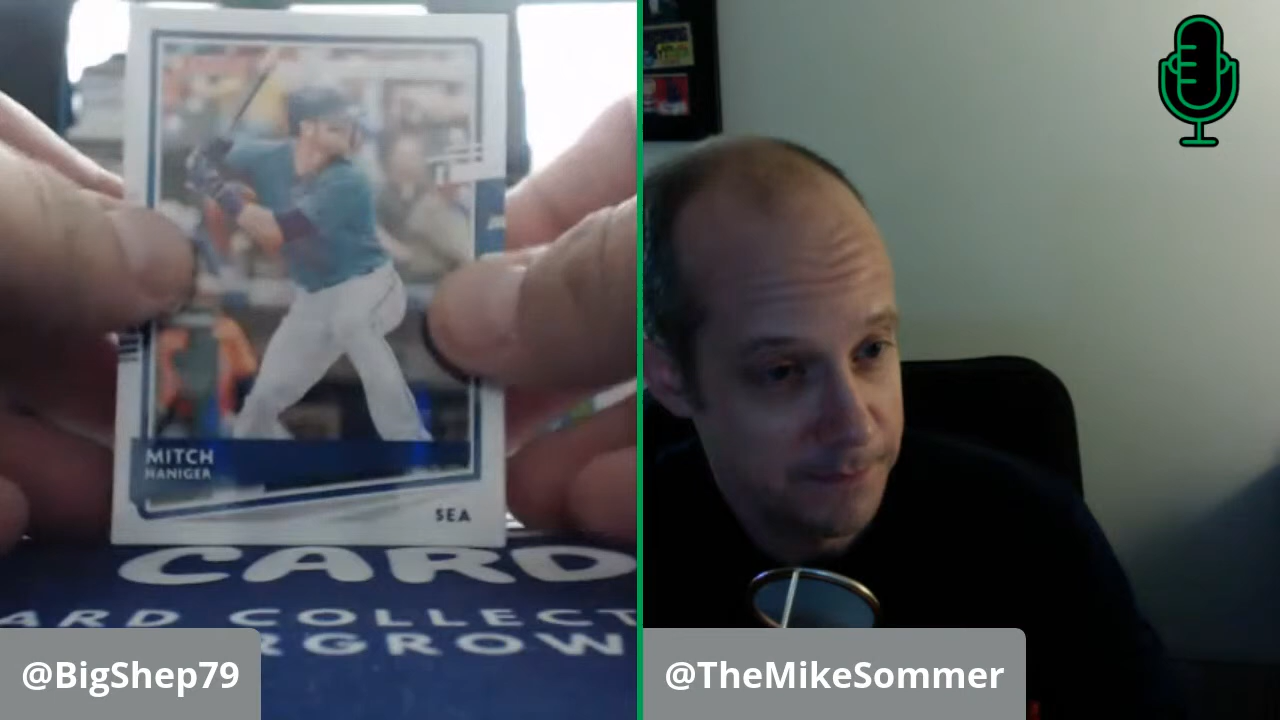 MITCH
HANIGER
SEA
CARD
ARD COLLECT
RGROW
@BigShep79
@TheMikeSommer